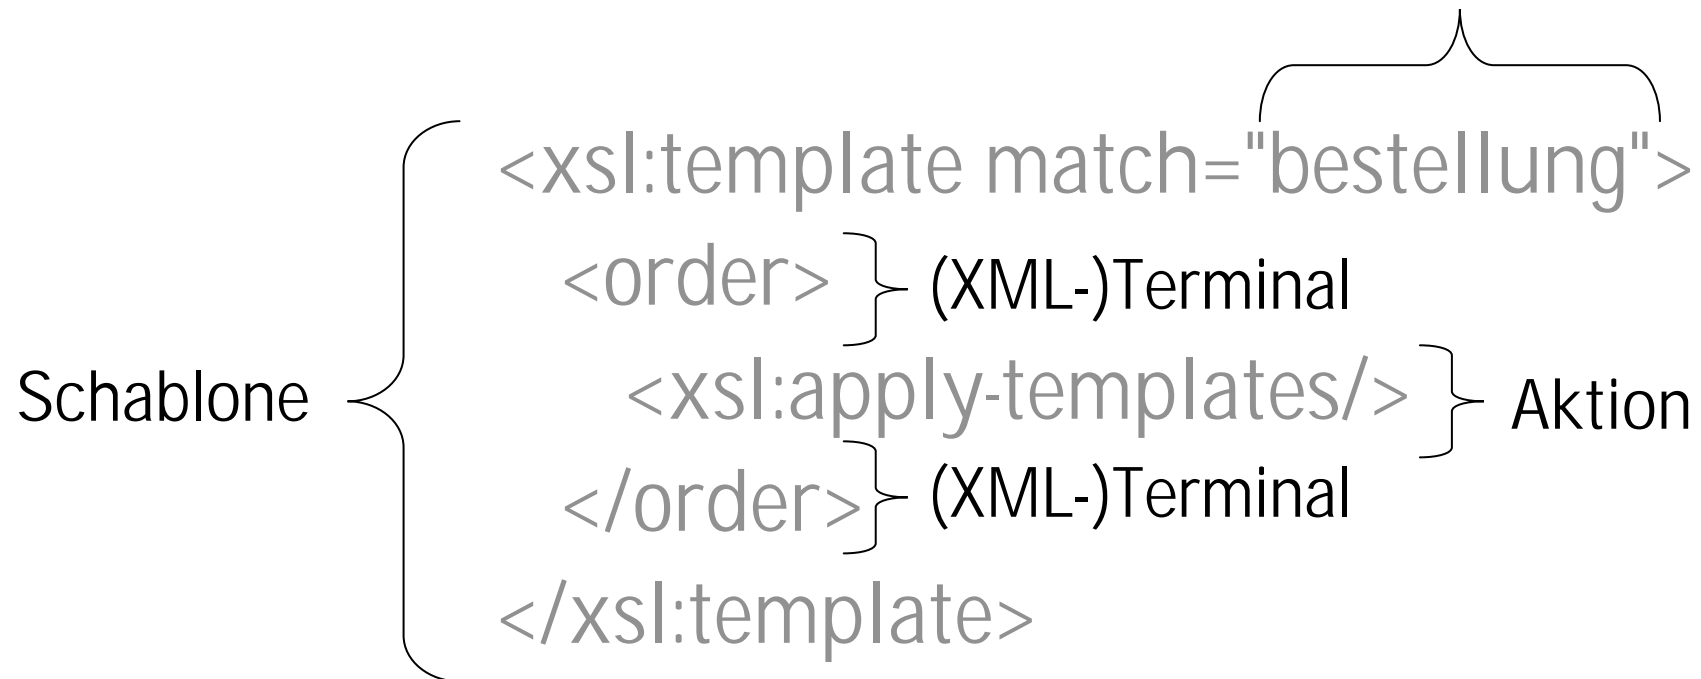 <xsl:template match="bestellung">
<order> (XML-)Terminal
Schablone <xsl:apply-templates/> Aktion
</order> (XML-)Terminal
</xsl:template>